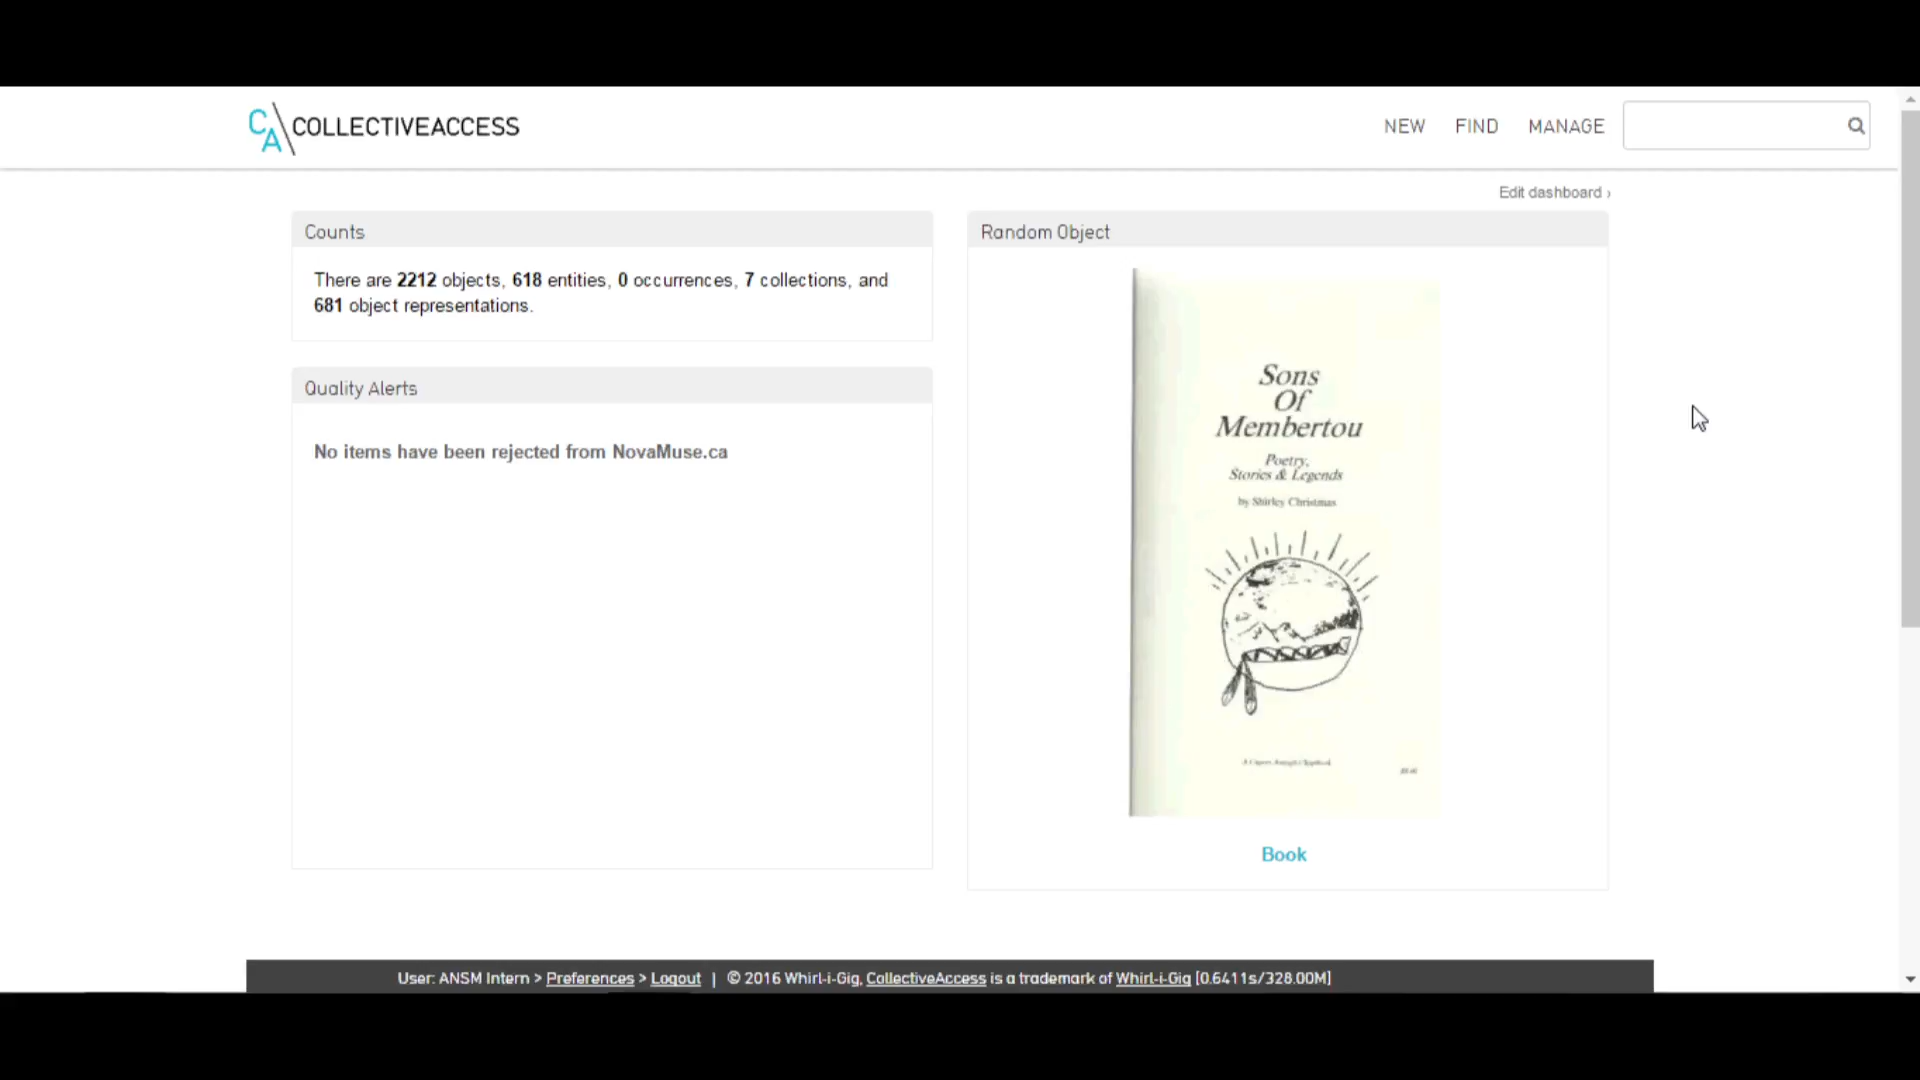 CA COLLECTIVEACCESS
NEW FIND MANAGE
Edit dashboard ›
Counts
There are 2212 objects, 618 entities, 0 occurrences, 7 collections, and
681 object representations.
Quality Alerts
No items have been rejected from NovaMuse.ca
Random Object
Sons
Of
Membertou
Poetry,
Stories & Legends
by Shirley Christmas
Book
User: ANSM Intern > Preferences > Logout | © 2016 Whirl-i-Gig, CollectiveAccess is a trademark of Whirl-i-Gig [0.6411s/328.00M]